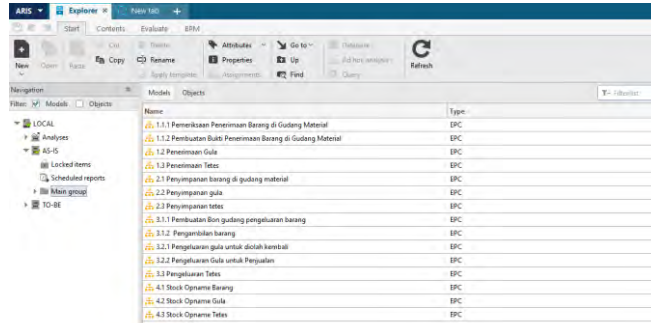 ARIS Explorer New tab +
Start Contents Evaluate BPM
Cut Delete Attributes Go to Database
New Open Paste Copy Rename Properties Up Ad hoc analysis Refresh
Apply template Assignments Find Query
Navigation Models Objects
Filter: Models Objects
Name Type
LOCAL
Analyses
AS-IS
Locked items
Scheduled reports
Main group
TO-BE
1.1.1 Pemeriksaan Penerimaan Barang di Gudang Material EPC
1.1.2 Pembuatan Bukti Penerimaan Barang di Gudang Material EPC
1.2 Penerimaan Gula EPC
1.3 Penerimaan Tetes EPC
2.1 Penyimpanan barang di gudang material EPC
2.2 Penyimpanan gula EPC
2.3 Penyimpanan tetes EPC
3.1.1 Pembuatan Bon gudang pengeluaran barang EPC
3.1.2 Pengambilan barang EPC
3.2.1 Pengeluaran gula untuk diolah kembali EPC
3.2.2 Pengeluaran Gula untuk Penjualan EPC
3.3 Pengeluaran Tetes EPC
4.1 Stock Opname Barang EPC
4.2 Stock Opname Gula EPC
4.3 Stock Opname Tetes EPC